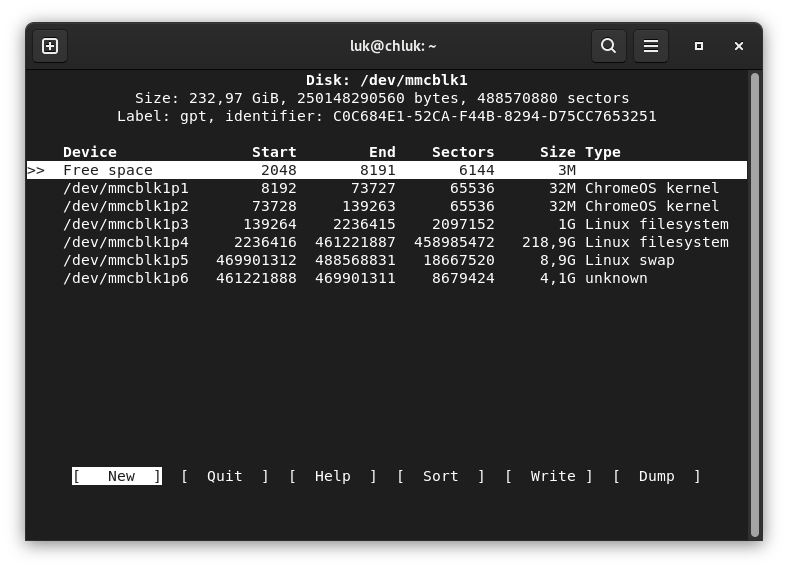 luk@chluk: ~
Disk: /dev/mmcblk1
Size: 232,97 GiB, 250148290560 bytes, 488570880 sectors
Label: gpt, identifier: C0C684E1-52CA-F44B-8294-D75CC7653251
Device Start End Sectors Size Type
>> Free space 2048 8191 6144 3M
/dev/mmcblk1p1 8192 73727 65536 32M ChromeOS kernel
/dev/mmcblk1p2 73728 139263 65536 32M ChromeOS kernel
/dev/mmcblk1p3 139264 2236415 2097152 1G Linux filesystem
/dev/mmcblk1p4 2236416 461221887 458985472 218,9G Linux filesystem
/dev/mmcblk1p5 469901312 488568831 18667520 8,9G Linux swap
/dev/mmcblk1p6 461221888 469901311 8679424 4,1G unknown
[ New ] [ Quit ] [ Help ] [ Sort ] [ Write ] [ Dump ]